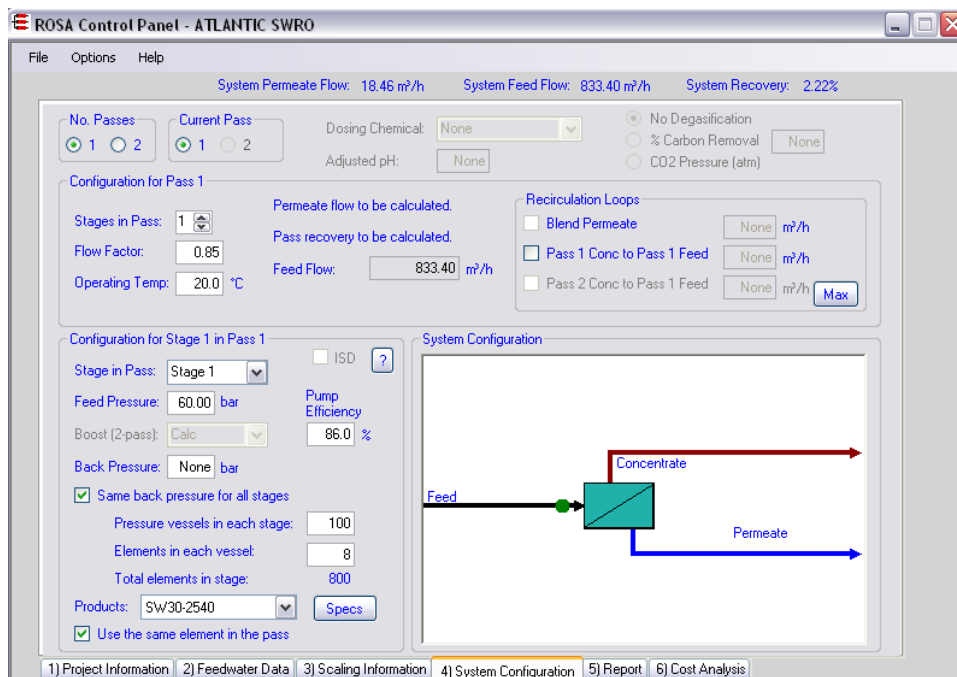 ROSA Control Panel - ATLANTIC SWRO
File Options Help
System Permeate Flow: 18.46 m³/h System Feed Flow: 833.40 m³/h System Recovery: 2.22%
No. Passes
1 2
Current Pass
1 2
Dosing Chemical: None
Adjusted pH: None
No Degasification
% Carbon Removal None
CO2 Pressure (atm)
Configuration for Pass 1
Stages in Pass: 1
Flow Factor: 0.85
Operating Temp: 20.0 °C
Permeate flow to be calculated.
Pass recovery to be calculated.
Feed Flow: 833.40 m³/h
Recirculation Loops
Blend Permeate None m³/h
Pass 1 Conc to Pass 1 Feed None m³/h
Pass 2 Conc to Pass 1 Feed None m³/h Max
Configuration for Stage 1 in Pass 1
ISD ?
Stage in Pass: Stage 1
Feed Pressure: 60.00 bar
Pump
Efficiency
86.0 %
Boost (2-pass): Calc
Back Pressure: None bar
Same back pressure for all stages
Pressure vessels in each stage: 100
Elements in each vessel: 8
Total elements in stage: 800
Products: SW30-2540 Specs
Use the same element in the pass
System Configuration
Concentrate
Feed
Permeate
1) Project Information 2) Feedwater Data 3) Scaling Information 4) System Configuration 5) Report 6) Cost Analysis